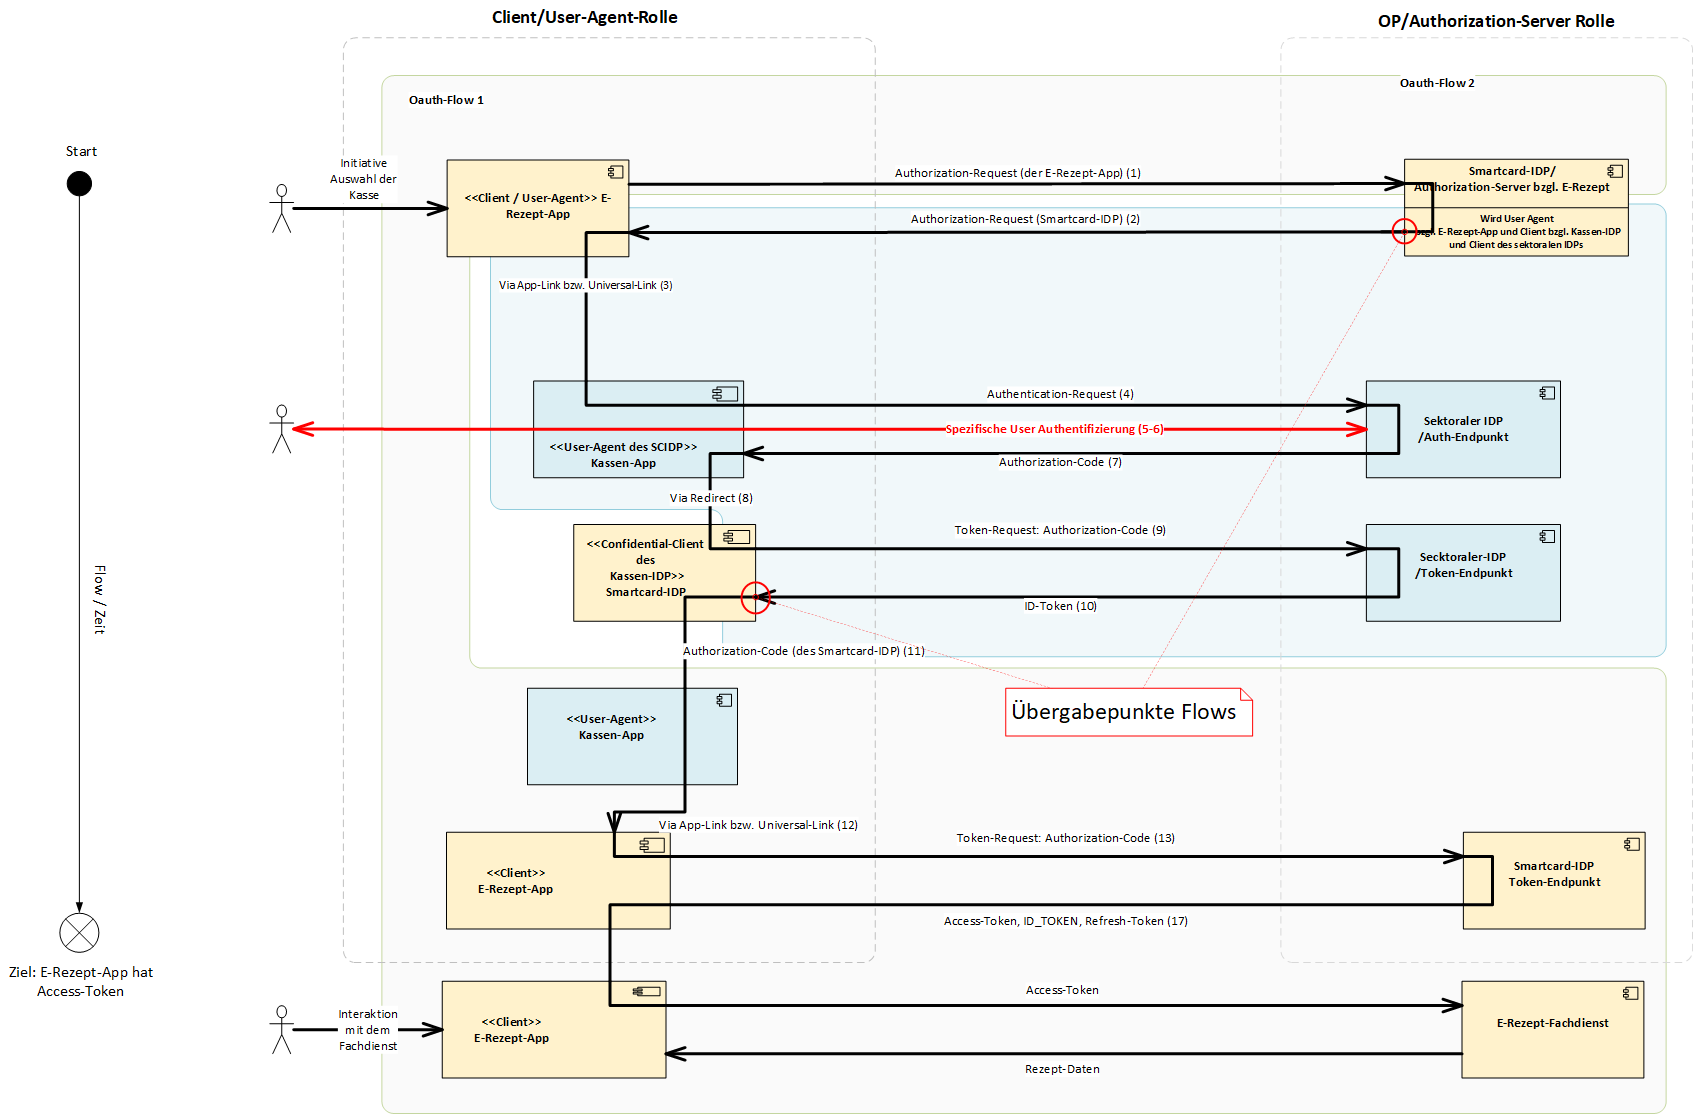 Client/User-Agent-Rolle
OP/Authorization-Server Rolle
Oauth-Flow 1
Oauth-Flow 2
Start
Initiative
Auswahl der
Kasse
<<Client / User-Agent>> E-
Rezept-App
Authorization-Request (der E-Rezept-App) (1)
Smartcard-IDP/
Authorization-Server bzgl. E-Rezept
Authorization-Request (Smartcard-IDP) (2)
Wird User Agent
bzgl. E-Rezept-App und Client bzgl. Kassen-IDP
und Client des sektoralen IDPs
Via App-Link bzw. Universal-Link (3)
Authentication-Request (4)
<<User-Agent des SCIDP>>
Kassen-App
Spezifische User Authentifizierung (5-6)
Sektoraler IDP
/Auth-Endpunkt
Authorization-Code (7)
Via Redirect (8)
<<Confidential-Client
des
Kassen-IDP>>
Smartcard-IDP
Token-Request: Authorization-Code (9)
Secktoraler-IDP
/Token-Endpunkt
ID-Token (10)
Flow / Zeit
Authorization-Code (des Smartcard-IDP) (11)
<<User-Agent>>
Kassen-App
Übergabepunkte Flows
Via App-Link bzw. Universal-Link (12)
<<Client>>
E-Rezept-App
Token-Request: Authorization-Code (13)
Smartcard-IDP
Token-Endpunkt
Access-Token, ID_TOKEN, Refresh-Token (17)
Ziel: E-Rezept-App hat
Access-Token
Interaktion
mit dem
Fachdienst
<<Client>>
E-Rezept-App
Access-Token
E-Rezept-Fachdienst
Rezept-Daten